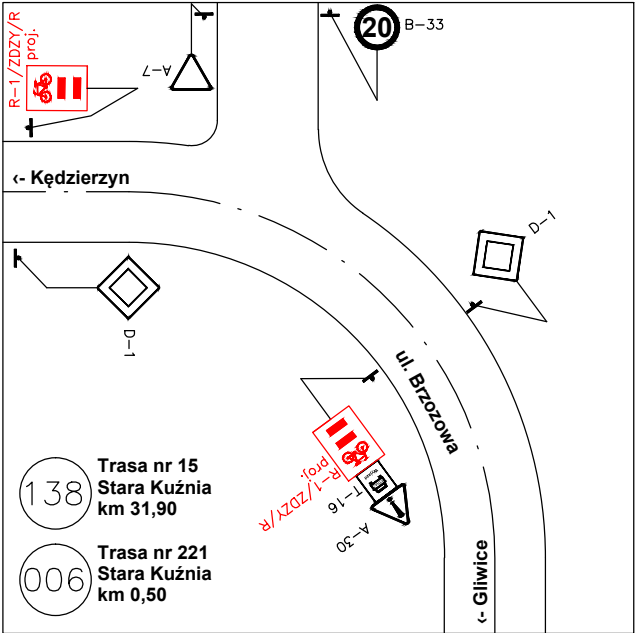 R-1/ZDZY/R
proj.
A-7
20
B-33
<- Kędzierzyn
D-1
D-1
ul. Brzozowa
R-1/ZDZY/R
proj.
T-16
A-30
<- Gliwice
138
Trasa nr 15
Stara Kuźnia
km 31,90
006
Trasa nr 221
Stara Kuźnia
km 0,50